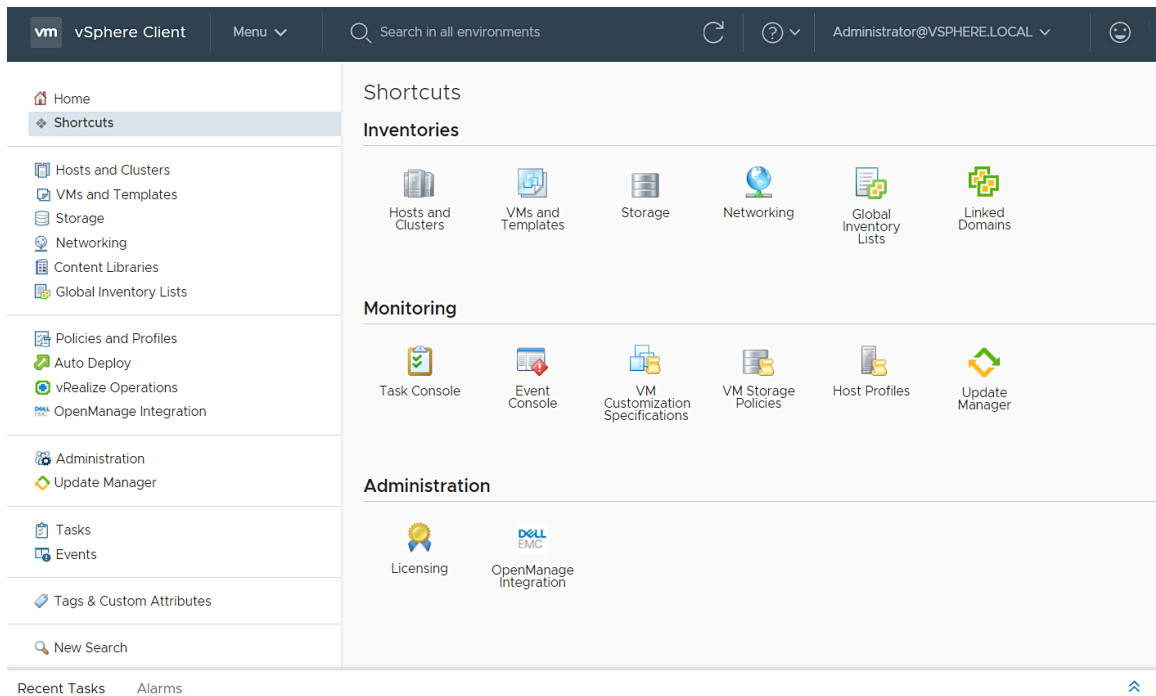 vm vSphere Client Menu Search in all environments ? Administrator@VSPHERE.LOCAL
Home
Shortcuts
Hosts and Clusters
VMs and Templates
Storage
Networking
Content Libraries
Global Inventory Lists
Policies and Profiles
Auto Deploy
vRealize Operations
DELL EMC OpenManage Integration
Administration
Update Manager
Tasks
Events
Tags & Custom Attributes
New Search
Shortcuts
Inventories
Hosts and
Clusters
VMs and
Templates
Storage
Networking
Global
Inventory
Lists
Linked
Domains
Monitoring
Task Console
Event
Console
VM
Customization
Specifications
VM Storage
Policies
Host Profiles
Update
Manager
Administration
Licensing
DELL
EMC
OpenManage
Integration
Recent Tasks Alarms